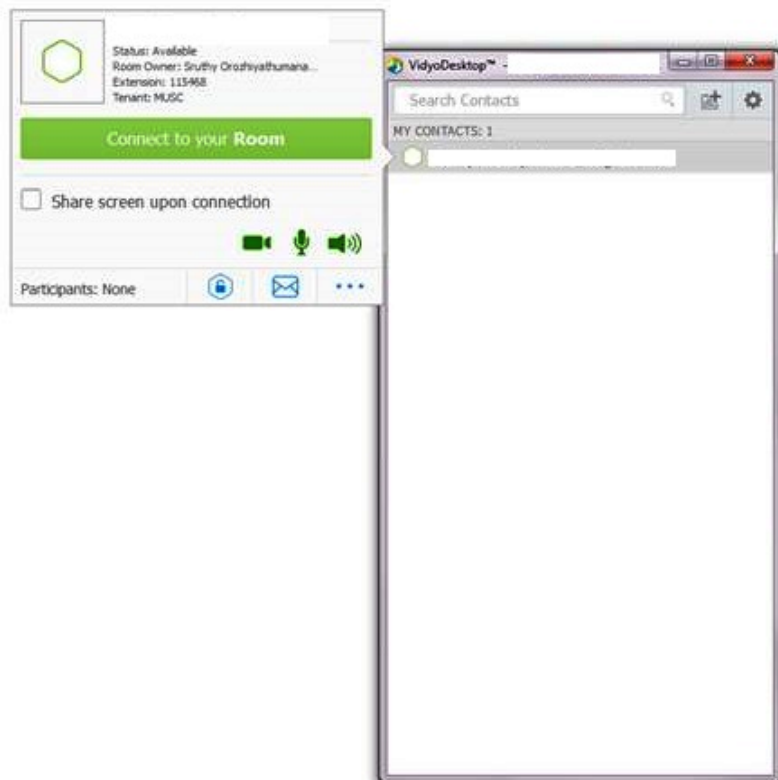 Status: Available
Room Owner: Sruthy Orozhiyathumana...
Extension: 115468
Tenant: MUSC
Connect to your Room
Share screen upon connection
Participants: None
VidyoDesktop™ -
Search Contacts
MY CONTACTS: 1